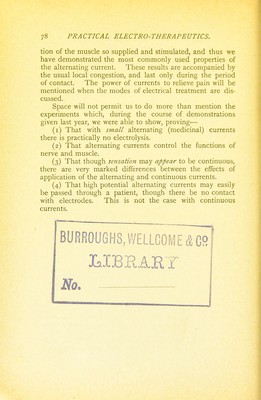 78 PRACTICAL ELECTRO-THERAPEUTICS.
tion of the muscle so supplied and stimulated, and thus we
have demonstrated the most commonly used properties of
the alternating current. These results are accompanied by
the usual local congestion, and last only during the period
of contact. The power of currents to relieve pain will be
mentioned when the modes of electrical treatment are dis-
cussed.
Space will not permit us to do more than mention the
experiments which, during the course of demonstrations
given last year, we were able to show, proving—
(1) That with small alternating (medicinal) currents
there is practically no electrolysis.
(2) That alternating currents control the functions of
nerve and muscle.
(3) That though sensation may appear to be continuous,
there are very marked differences between the effects of
application of the alternating and continuous currents.
(4) That high potential alternating currents may easily
be passed through a patient, though there be no contact
with electrodes. This is not the case with continuous
currents.
BURROUGHS, WELLCOME & CO.
LIBRARY
No.